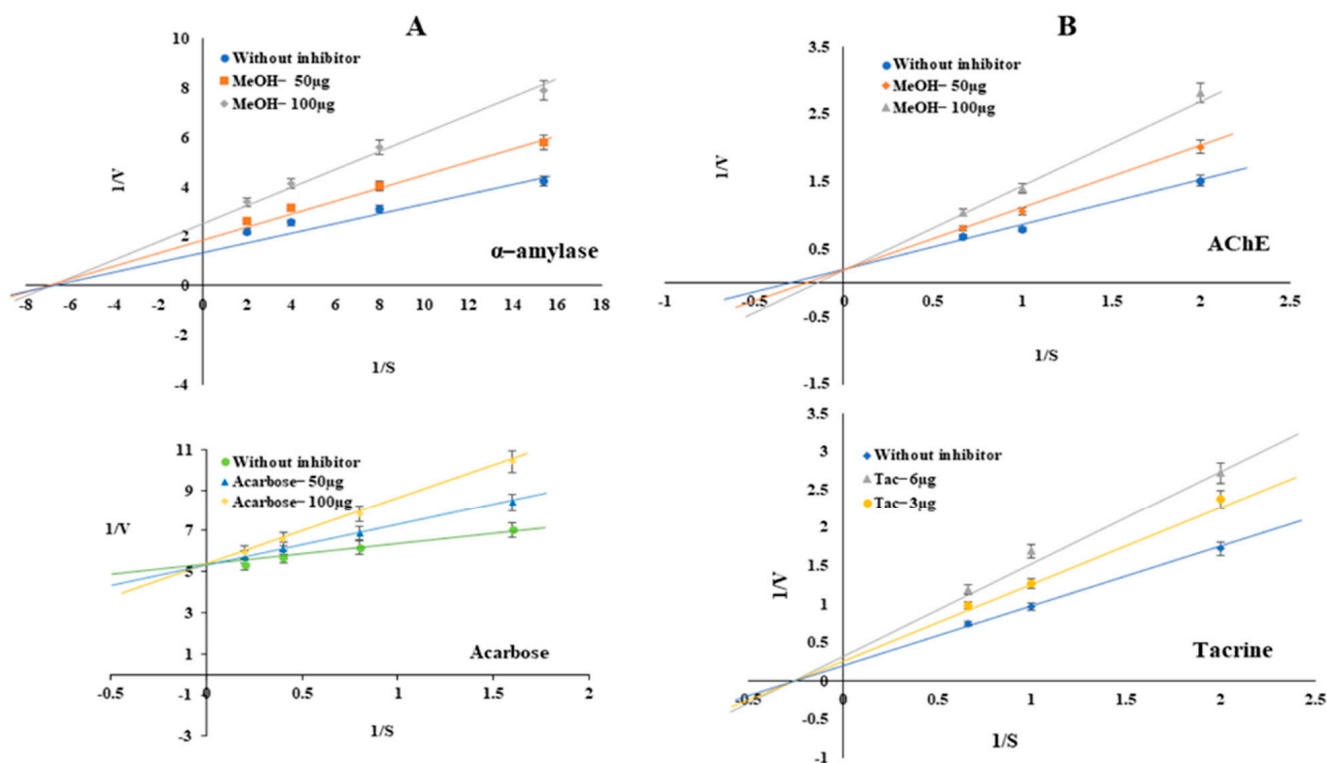 A
10
8
6
4
2
0
-2
-4
-8
-6
-4
-2
0
2
4
6
8
10
12
14
16
18
1/V
1/S
Without inhibitor
MeOH− 50µg
MeOH− 100µg
α−amylase
B
3.5
2.5
1.5
0.5
-0.5
-1.5
-1
-0.5
0
0.5
1
1.5
2
2.5
1/V
1/S
Without inhibitor
MeOH− 50µg
MeOH− 100µg
AChE
11
9
7
5
3
1
-1
-3
-0.5
0
0.5
1
1.5
2
1/V
1/S
Without inhibitor
Acarbose− 50µg
Acarbose− 100µg
Acarbose
3.5
3
2.5
2
1.5
1
0.5
0
-0.5
-1
-0.5
0
0.5
1
1.5
2
2.5
1/V
1/S
Without inhibitor
Tac−6µg
Tac−3µg
Tacrine